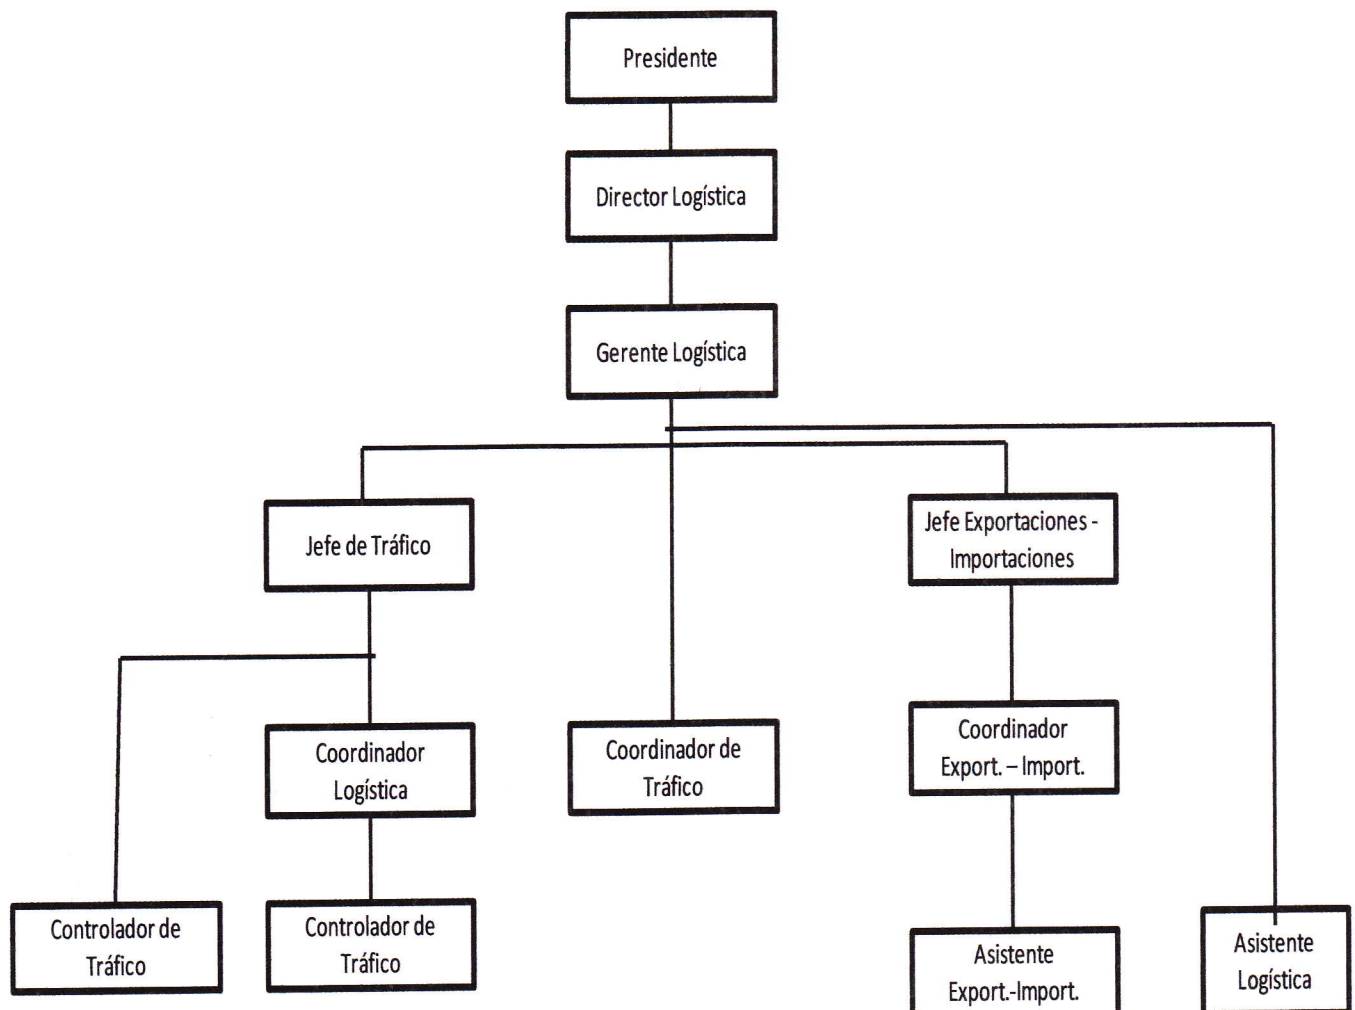 Presidente
Director Logística
Gerente Logística
Jefe de Tráfico
Jefe Exportaciones -
Importaciones
Coordinador
Logística
Coordinador de
Tráfico
Coordinador
Export. – Import.
Controlador de
Tráfico
Controlador de
Tráfico
Asistente
Export.-Import.
Asistente
Logística